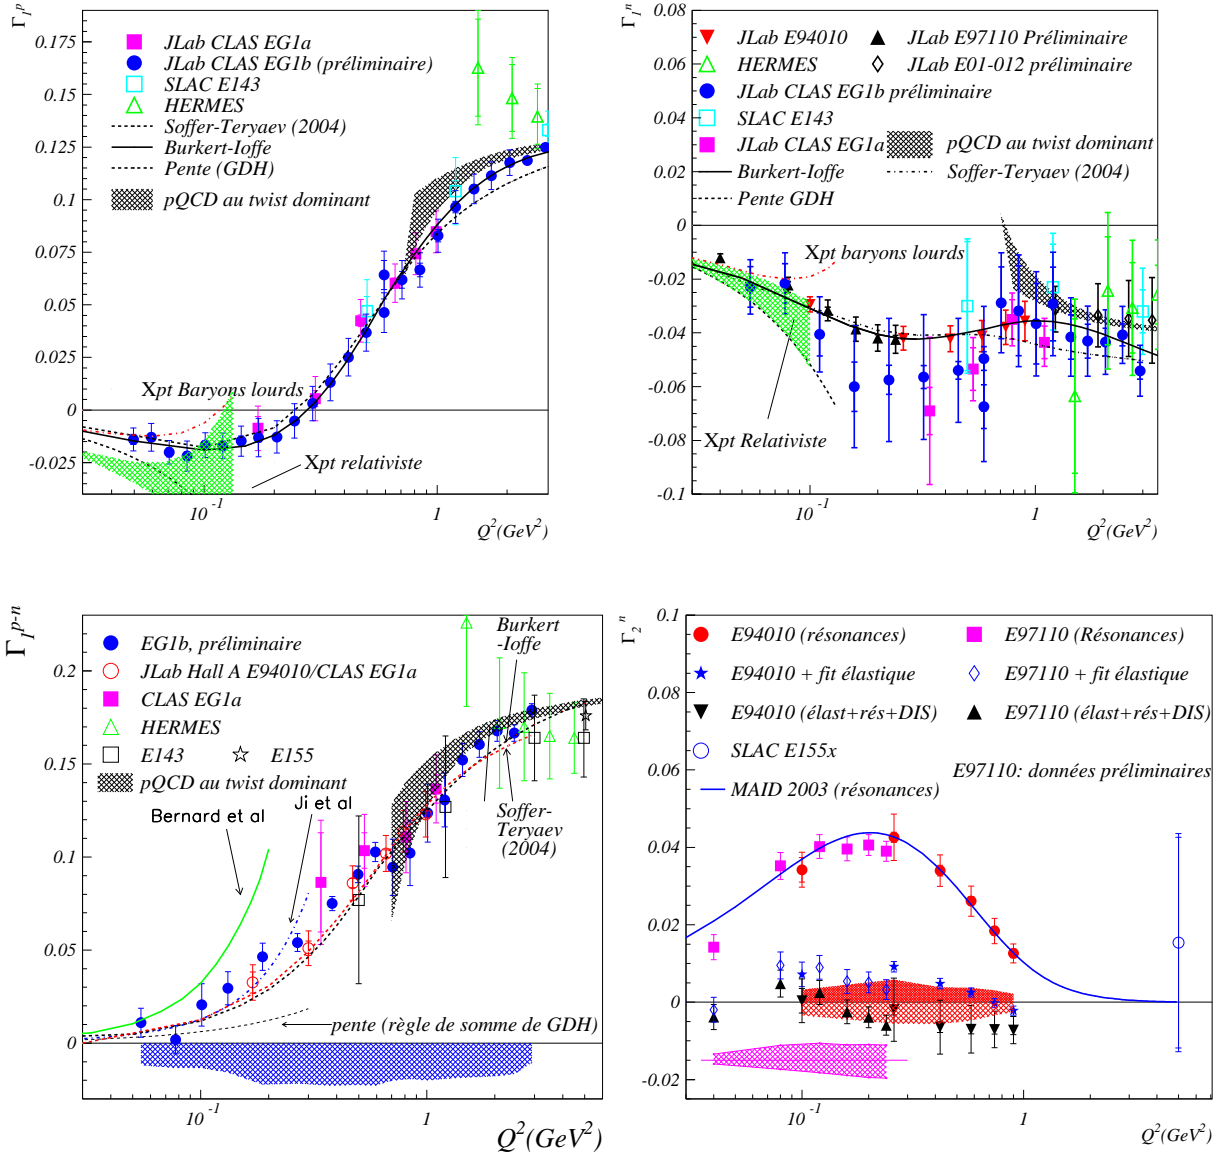 Γ₁ᵖ
0.175
0.15
0.125
0.1
0.075
0.05
0.025
0
-0.025
JLab CLAS EG1a
JLab CLAS EG1b (préliminaire)
SLAC E143
HERMES
Soffer-Teryaev (2004)
Burkert-Ioffe
Pente (GDH)
pQCD au twist dominant
Xpt Baryons lourds
Xpt relativiste
10⁻¹ 1
Q²(GeV²)
Γ₁ⁿ
0.08
0.06
0.04
0.02
0
-0.02
-0.04
-0.06
-0.08
-0.1
JLab E94010 JLab E97110 Préliminaire
HERMES JLab E01-012 préliminaire
JLab CLAS EG1b préliminaire
SLAC E143
JLab CLAS EG1a pQCD au twist dominant
Burkert-Ioffe Soffer-Teryaev (2004)
Pente GDH
Xpt baryons lourds
Xpt Relativiste
10⁻¹ 1
Q²(GeV²)
Γ₁ᵖ⁻ⁿ
0.2
0.15
0.1
0.05
0
EG1b, préliminaire
JLab Hall A E94010/CLAS EG1a
CLAS EG1a
HERMES
E143 E155
pQCD au twist dominant
Burkert
-Ioffe
Bernard et al
Ji et al
Soffer-
Teryaev
(2004)
pente (règle de somme de GDH)
10⁻¹ 1
Q²(GeV²)
Γ₂ⁿ
0.1
0.08
0.06
0.04
0.02
0
-0.02
E94010 (résonances) E97110 (Résonances)
E94010 + fit élastique E97110 + fit élastique
E94010 (élast+rés+DIS) E97110 (élast+rés+DIS)
SLAC E155x
E97110: données préliminaires
MAID 2003 (résonances)
10⁻¹ 1
Q²(GeV²)